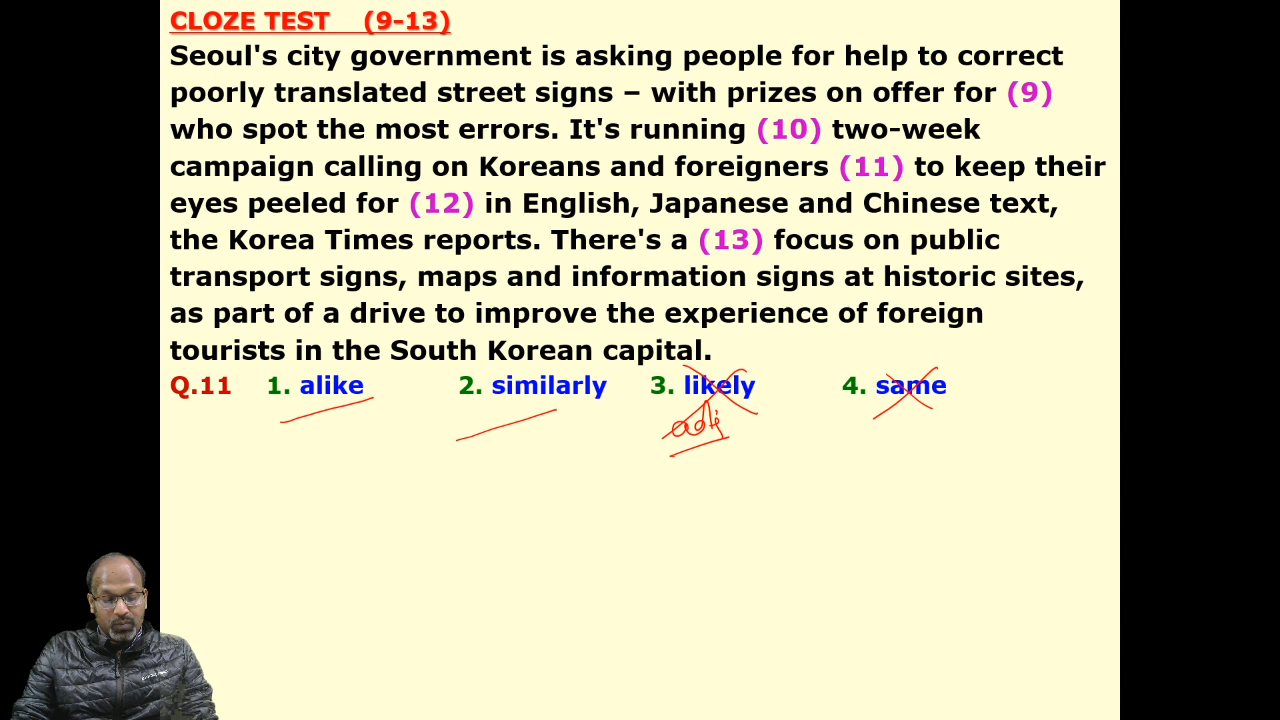 CLOZE TEST (9-13)
Seoul's city government is asking people for help to correct
poorly translated street signs – with prizes on offer for (9)
who spot the most errors. It's running (10) two-week
campaign calling on Koreans and foreigners (11) to keep their
eyes peeled for (12) in English, Japanese and Chinese text,
the Korea Times reports. There's a (13) focus on public
transport signs, maps and information signs at historic sites,
as part of a drive to improve the experience of foreign
tourists in the South Korean capital.
Q.11 1. alike 2. similarly 3. likely 4. same
adj